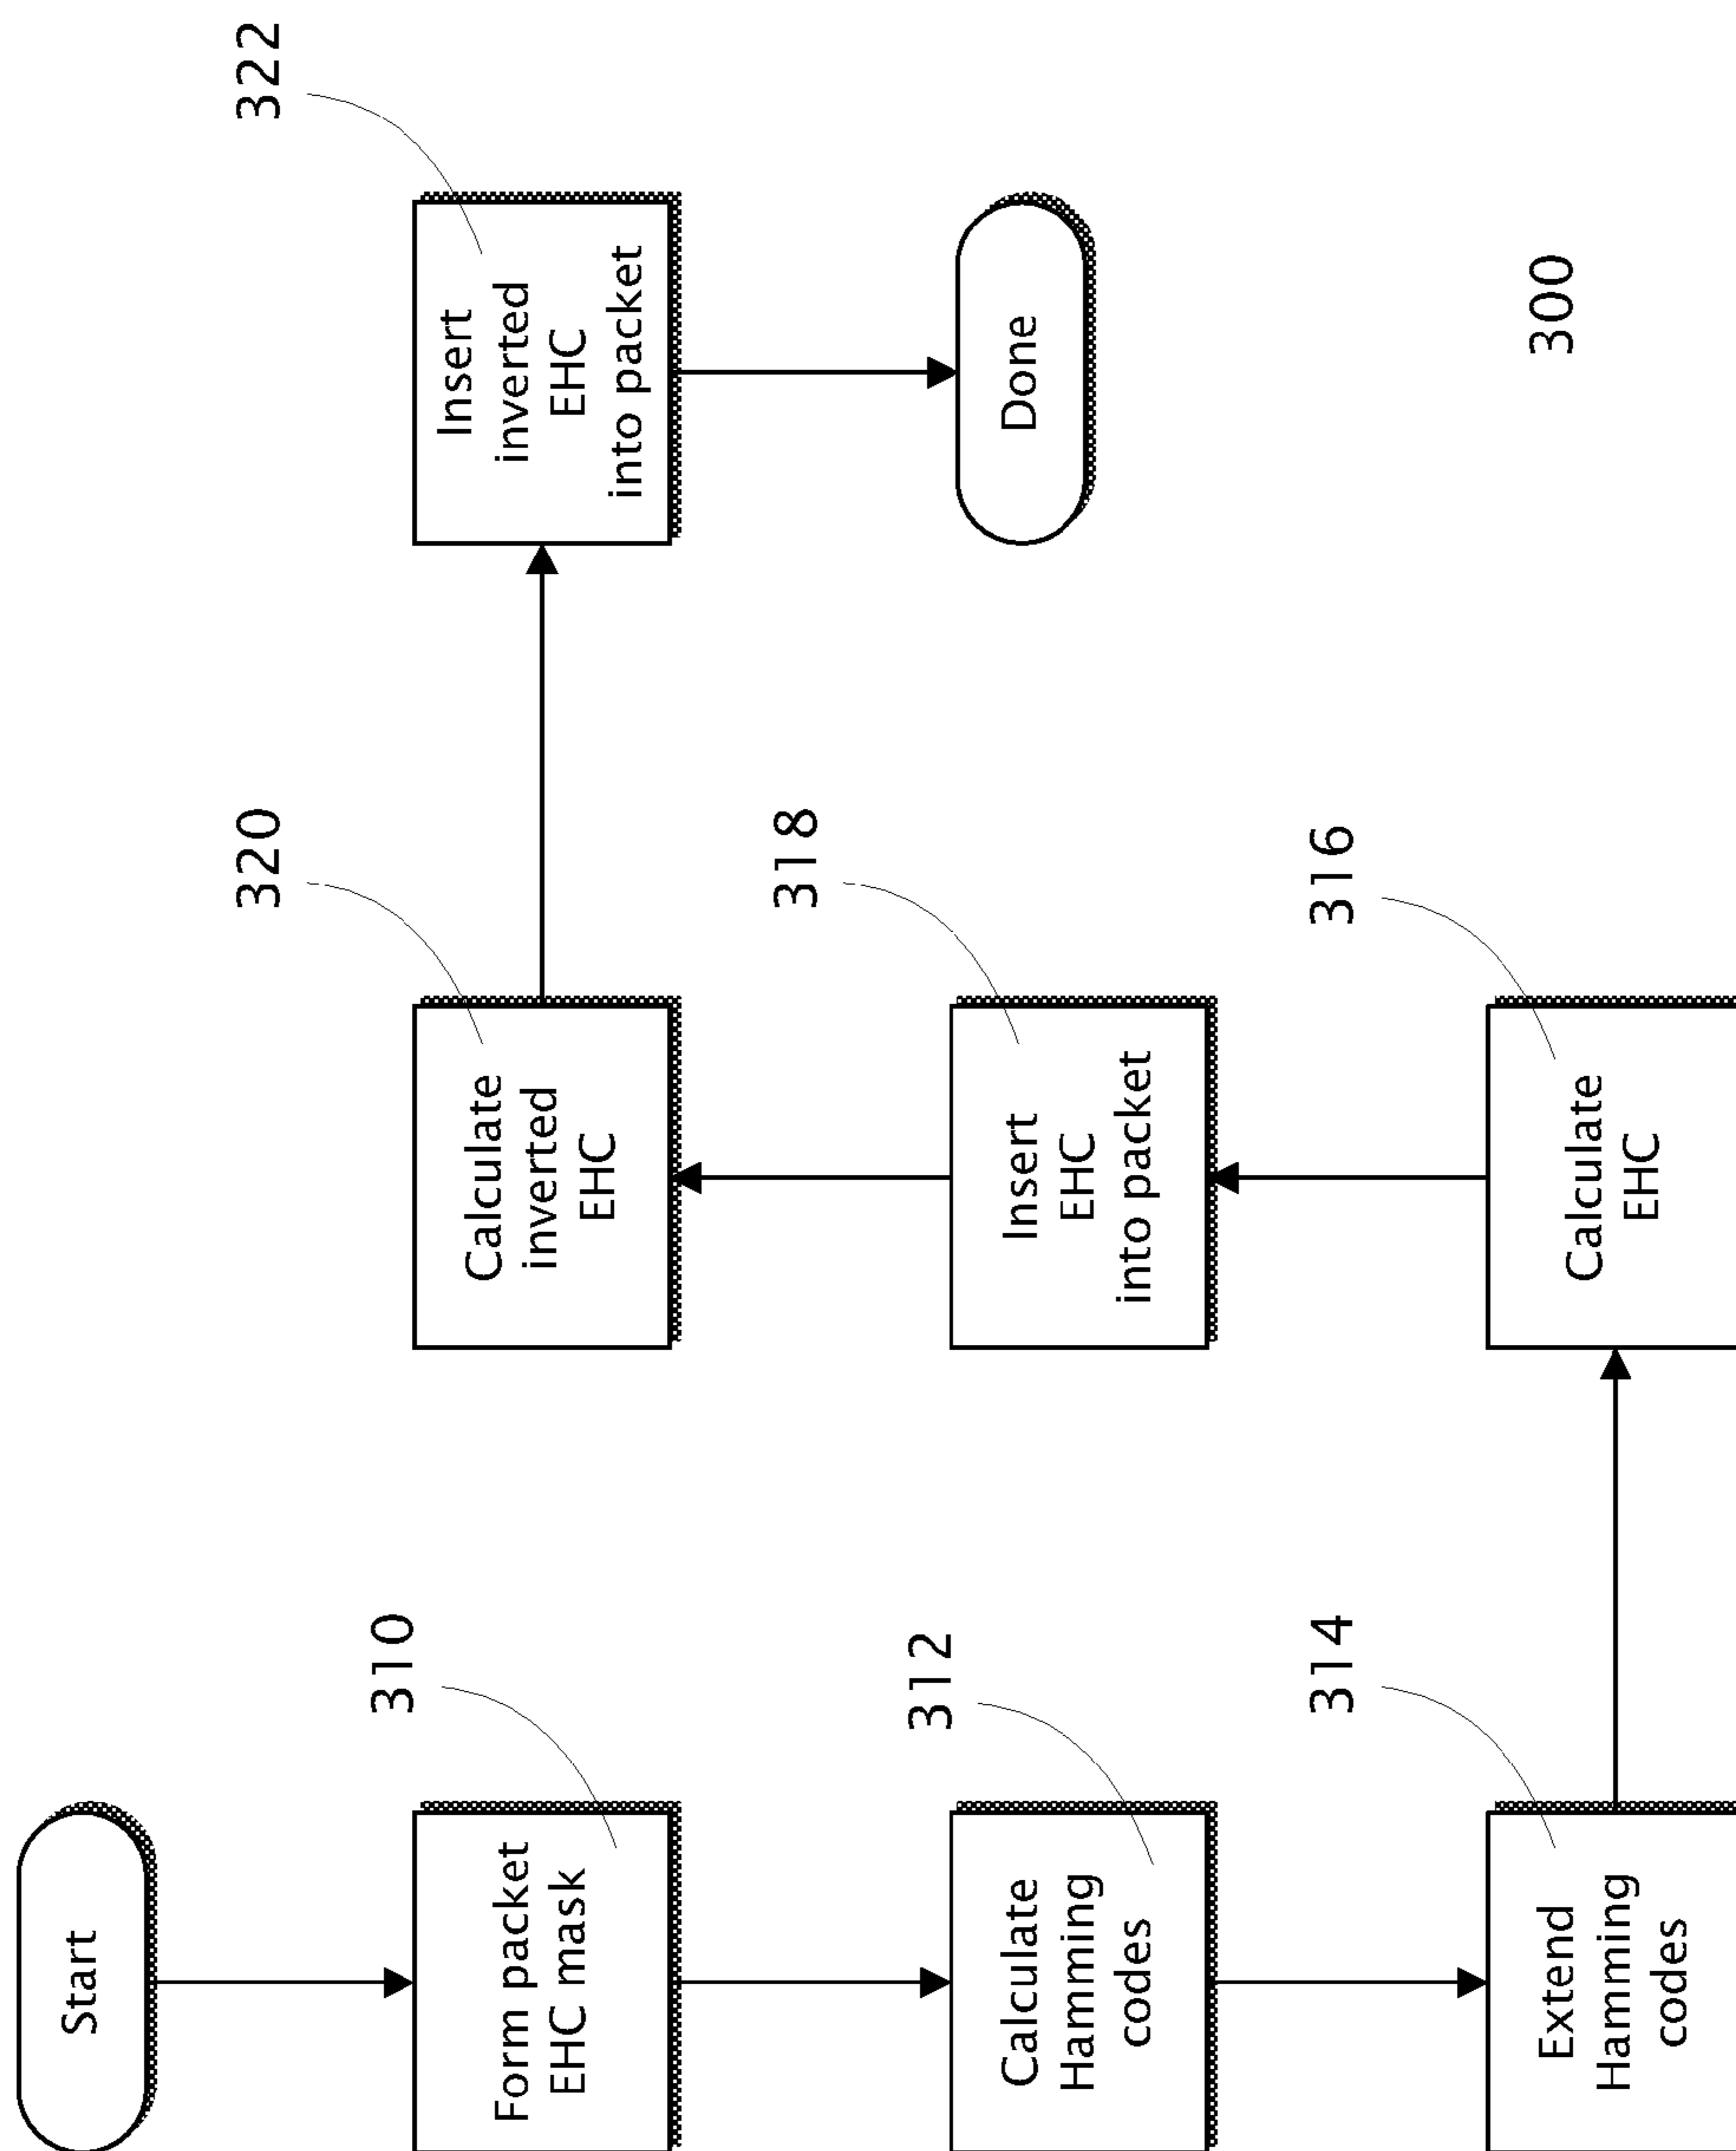 Start
310
Form packet
EHC mask
312
Calculate
Hamming
codes
314
Extend
Hamming
codes
316
Calculate
EHC
318
Insert
EHC
into packet
320
Calculate
inverted
EHC
322
Insert
inverted
EHC
into packet
Done
300